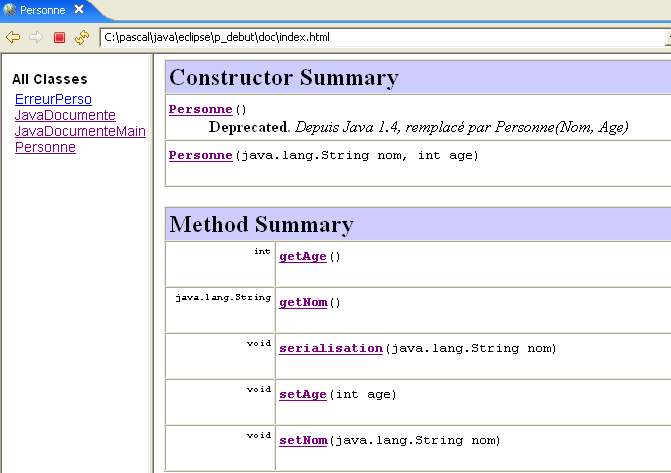 Personne
C:\pascal\java\eclipse\p_debut\doc\index.html
All Classes
ErreurPerso
JavaDocumente
JavaDocumenteMain
Personne
Constructor Summary
Personne()
Deprecated. Depuis Java 1.4, remplacé par Personne(Nom, Age)
Personne(java.lang.String nom, int age)
Method Summary
int getAge()
java.lang.String getNom()
void serialisation(java.lang.String nom)
void setAge(int age)
void setNom(java.lang.String nom)